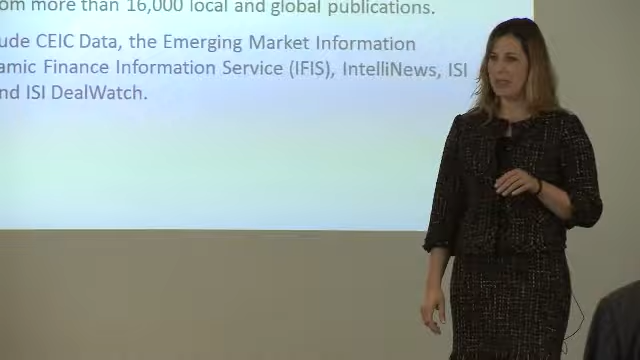 from more than 16,000 local and global publications.
ude CEIC Data, the Emerging Market Information
amic Finance Information Service (IFIS), IntelliNews, ISI
nd ISI DealWatch.